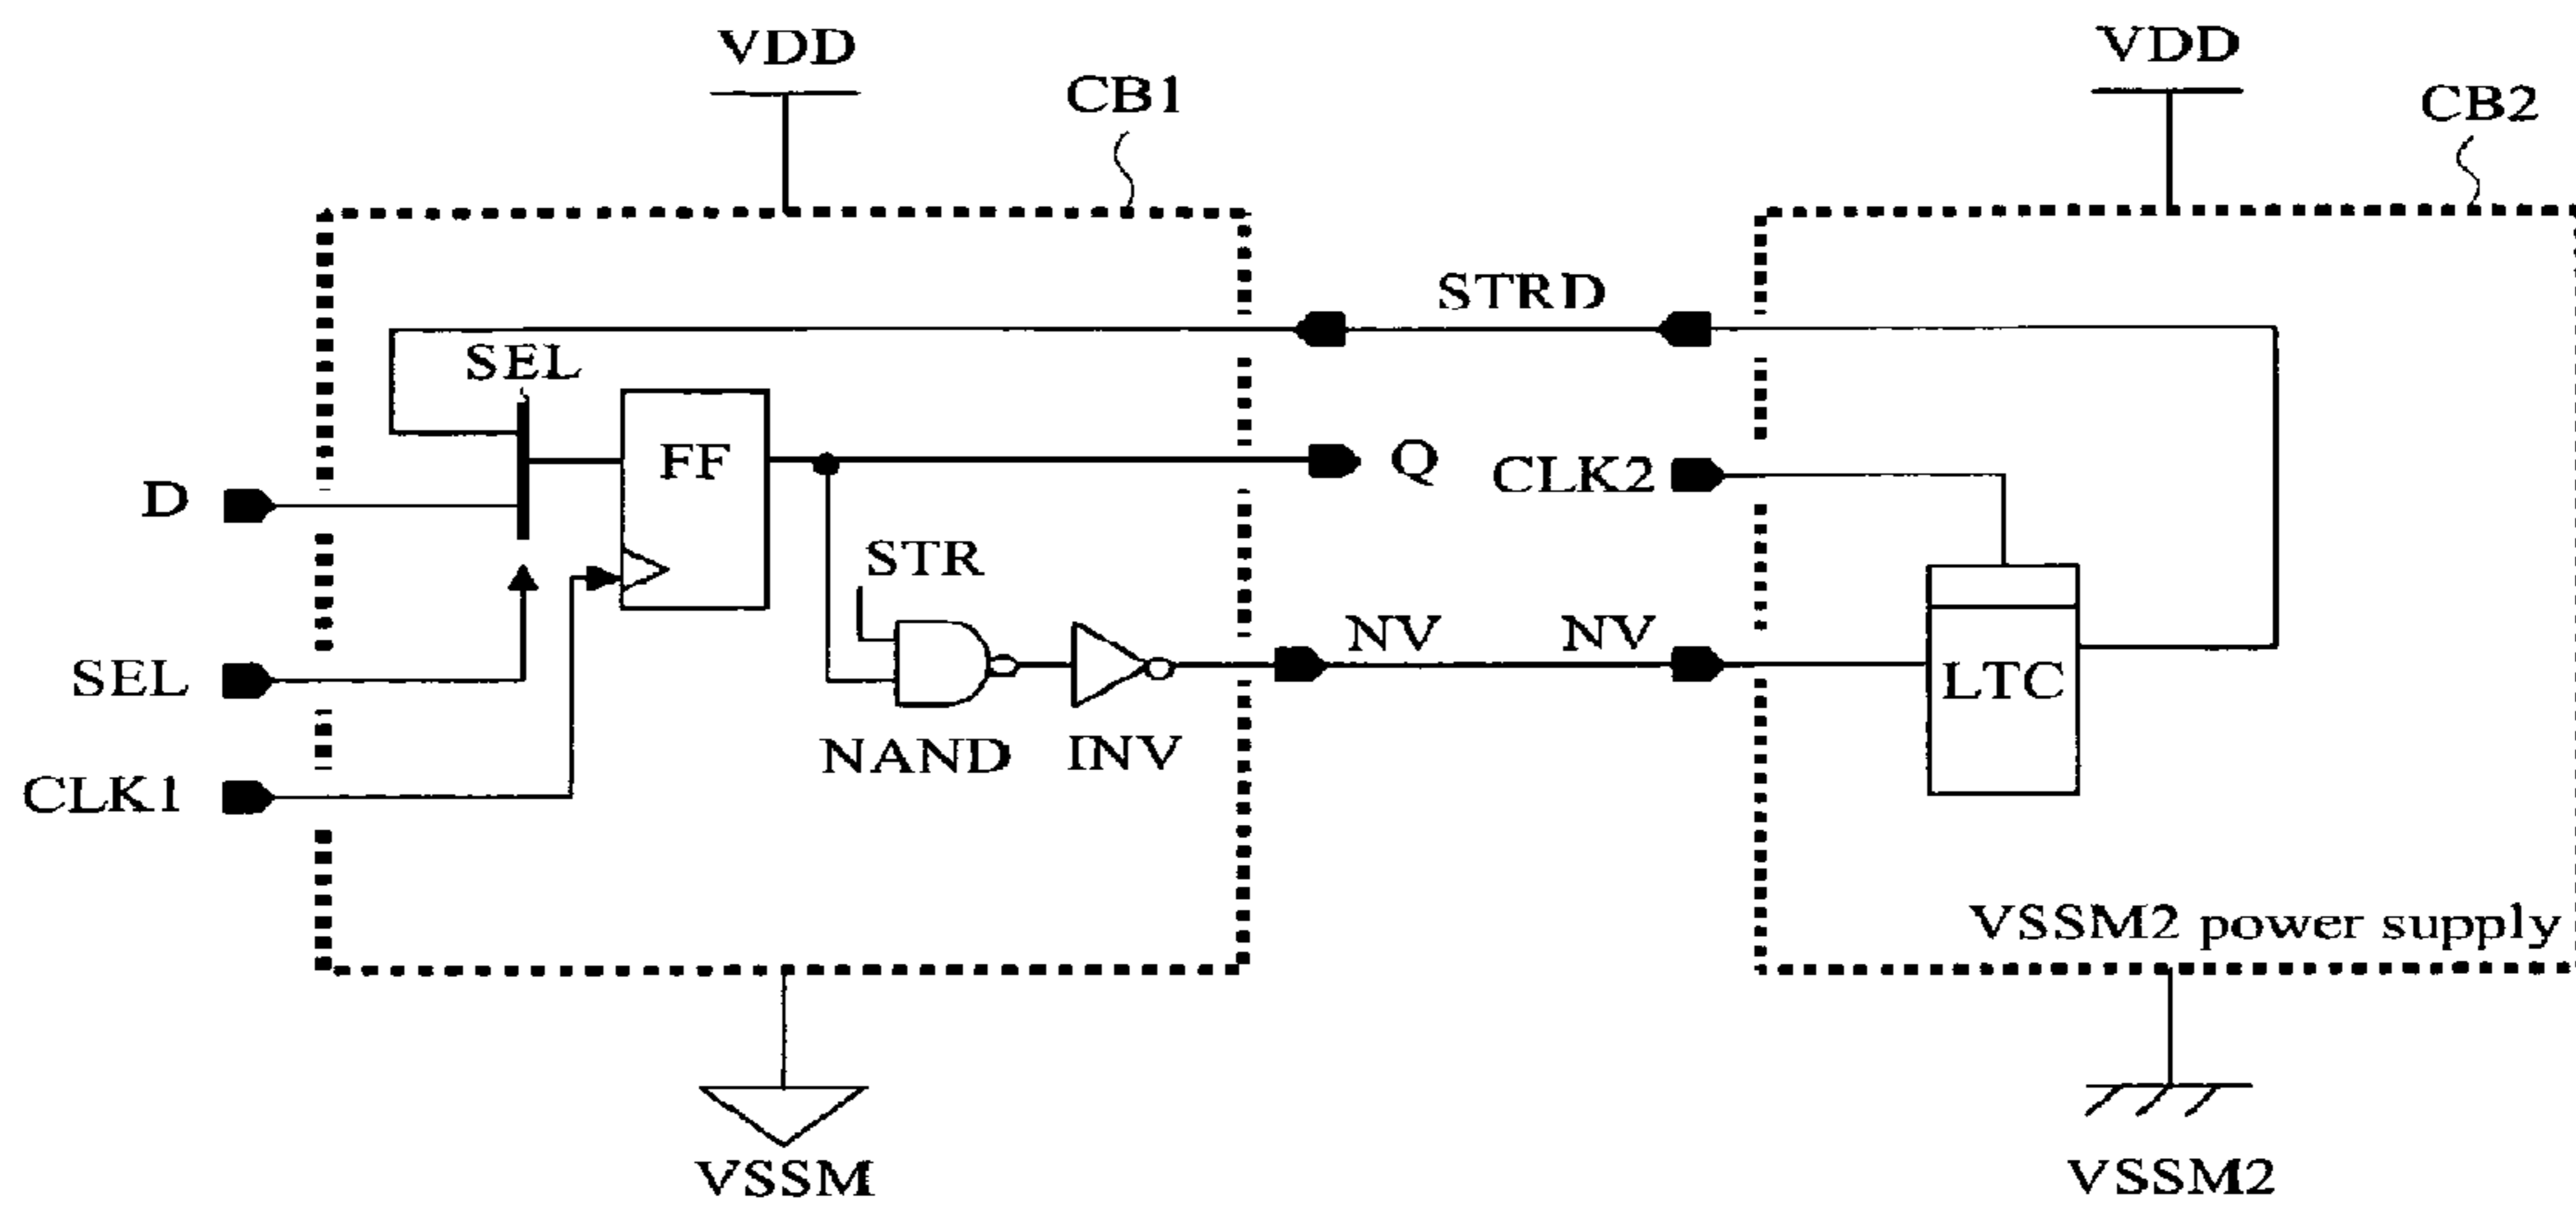 VDD
VDD
CB1
CB2
STRD
SEL
FF
Q
CLK2
D
STR
NV
NV
SEL
LTC
NAND
INV
CLK1
VSSM2 power supply
VSSM
VSSM2